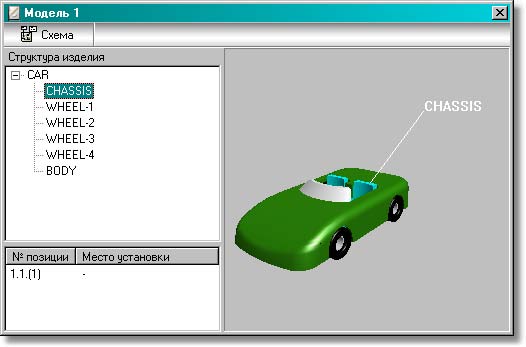 Модель 1
Схема
Структура изделия
CAR
CHASSIS
WHEEL-1
WHEEL-2
WHEEL-3
WHEEL-4
BODY
№ позиции Место установки
1.1.(1) -
CHASSIS